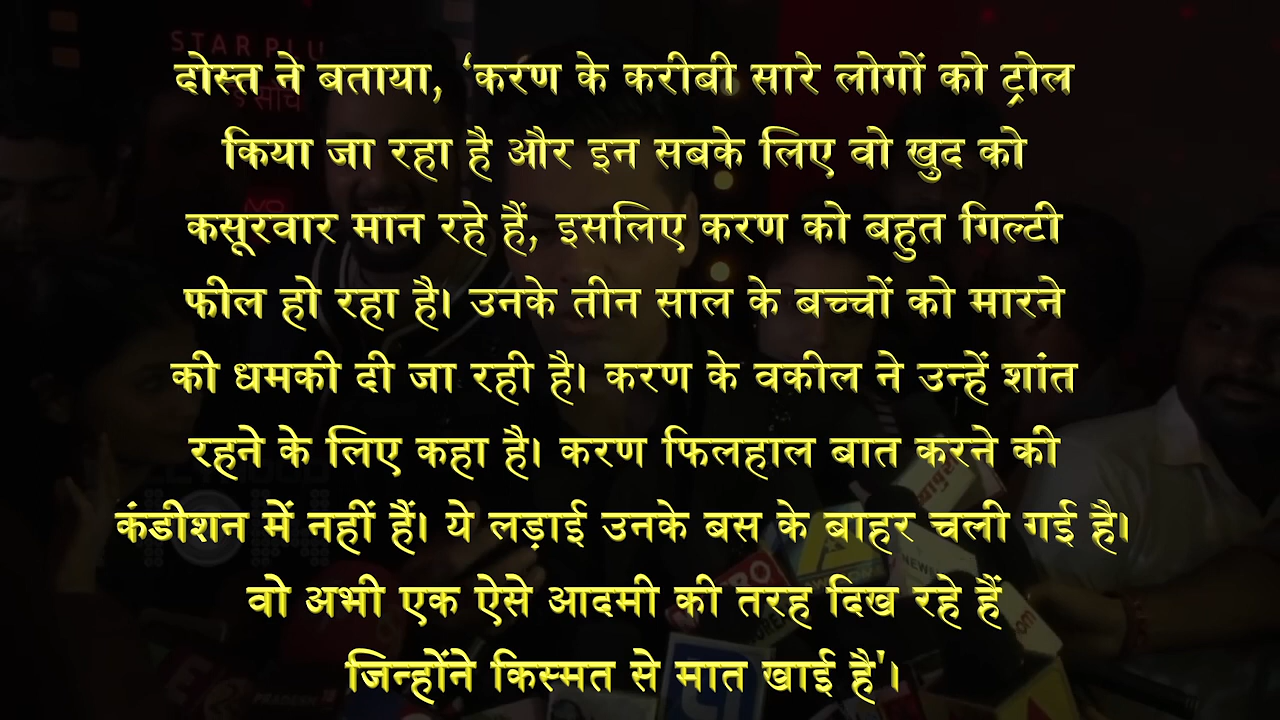 STAR PLU
दोस्त ने बताया, ‘करण के करीबी सारे लोगों को ट्रोल
किया जा रहा है और इन सबके लिए वो खुद को
कसूरवार मान रहे हैं, इसलिए करण को बहुत गिल्टी
फील हो रहा है। उनके तीन साल के बच्चों को मारने
की धमकी दी जा रही है। करण के वकील ने उन्हें शांत
रहने के लिए कहा है। करण फिलहाल बात करने की
कंडीशन में नहीं हैं। ये लड़ाई उनके बस के बाहर चली गई है।
वो अभी एक ऐसे आदमी की तरह दिख रहे हैं
जिन्होंने किस्मत से मात खाई है'।